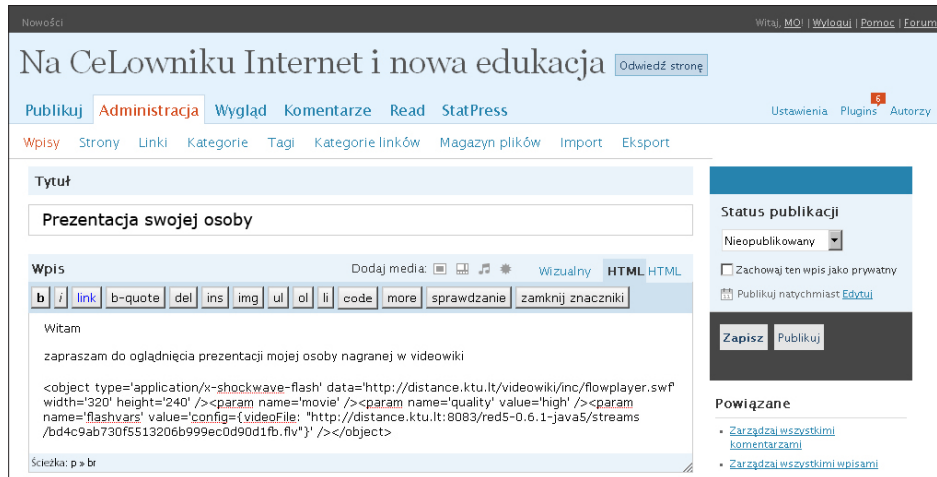 Nowości Witaj, MO! | Wyloguj | Pomoc | Forum
Na CeLowniku Internet i nowa edukacja Odwiedź stronę
6
Publikuj Administracja Wygląd Komentarze Read StatPress Ustawienia Plugins Autorzy
Wpisy Strony Linki Kategorie Tagi Kategorie linków Magazyn plików Import Eksport
Tytuł
Prezentacja swojej osoby
Status publikacji
Nieopublikowany
Wpis Dodaj media: Wizualny HTML HTML
Zachowaj ten wpis jako prywatny
b i link b-quote del ins img ul ol li code more sprawdzanie zamknij znaczniki
Publikuj natychmiast Edytuj
Witam
Zapisz Publikuj
zapraszam do oglądnięcia prezentacji mojej osoby nagranej w videowiki
<object type='application/x-shockwave-flash' data='http://distance.ktu.lt/videowiki/inc/flowplayer.swf'
width='320' height='240' /><param name='movie' /><param name='quality' value='high' /><param
name='flashvars' value='config={videoFile: "http://distance.ktu.lt:8083/red5-0.6.1-java5/streams
/bd4c9ab730f5513206b999ec0d90d1fb.flv"}' /></object>
Powiązane
Zarządzaj wszystkimi
komentarzami
Ścieżka: p » br
Zarządzaj wszystkimi wpisami